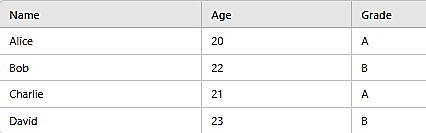 Name Age Grade
Alice 20 A
Bob 22 B
Charlie 21 A
David 23 B